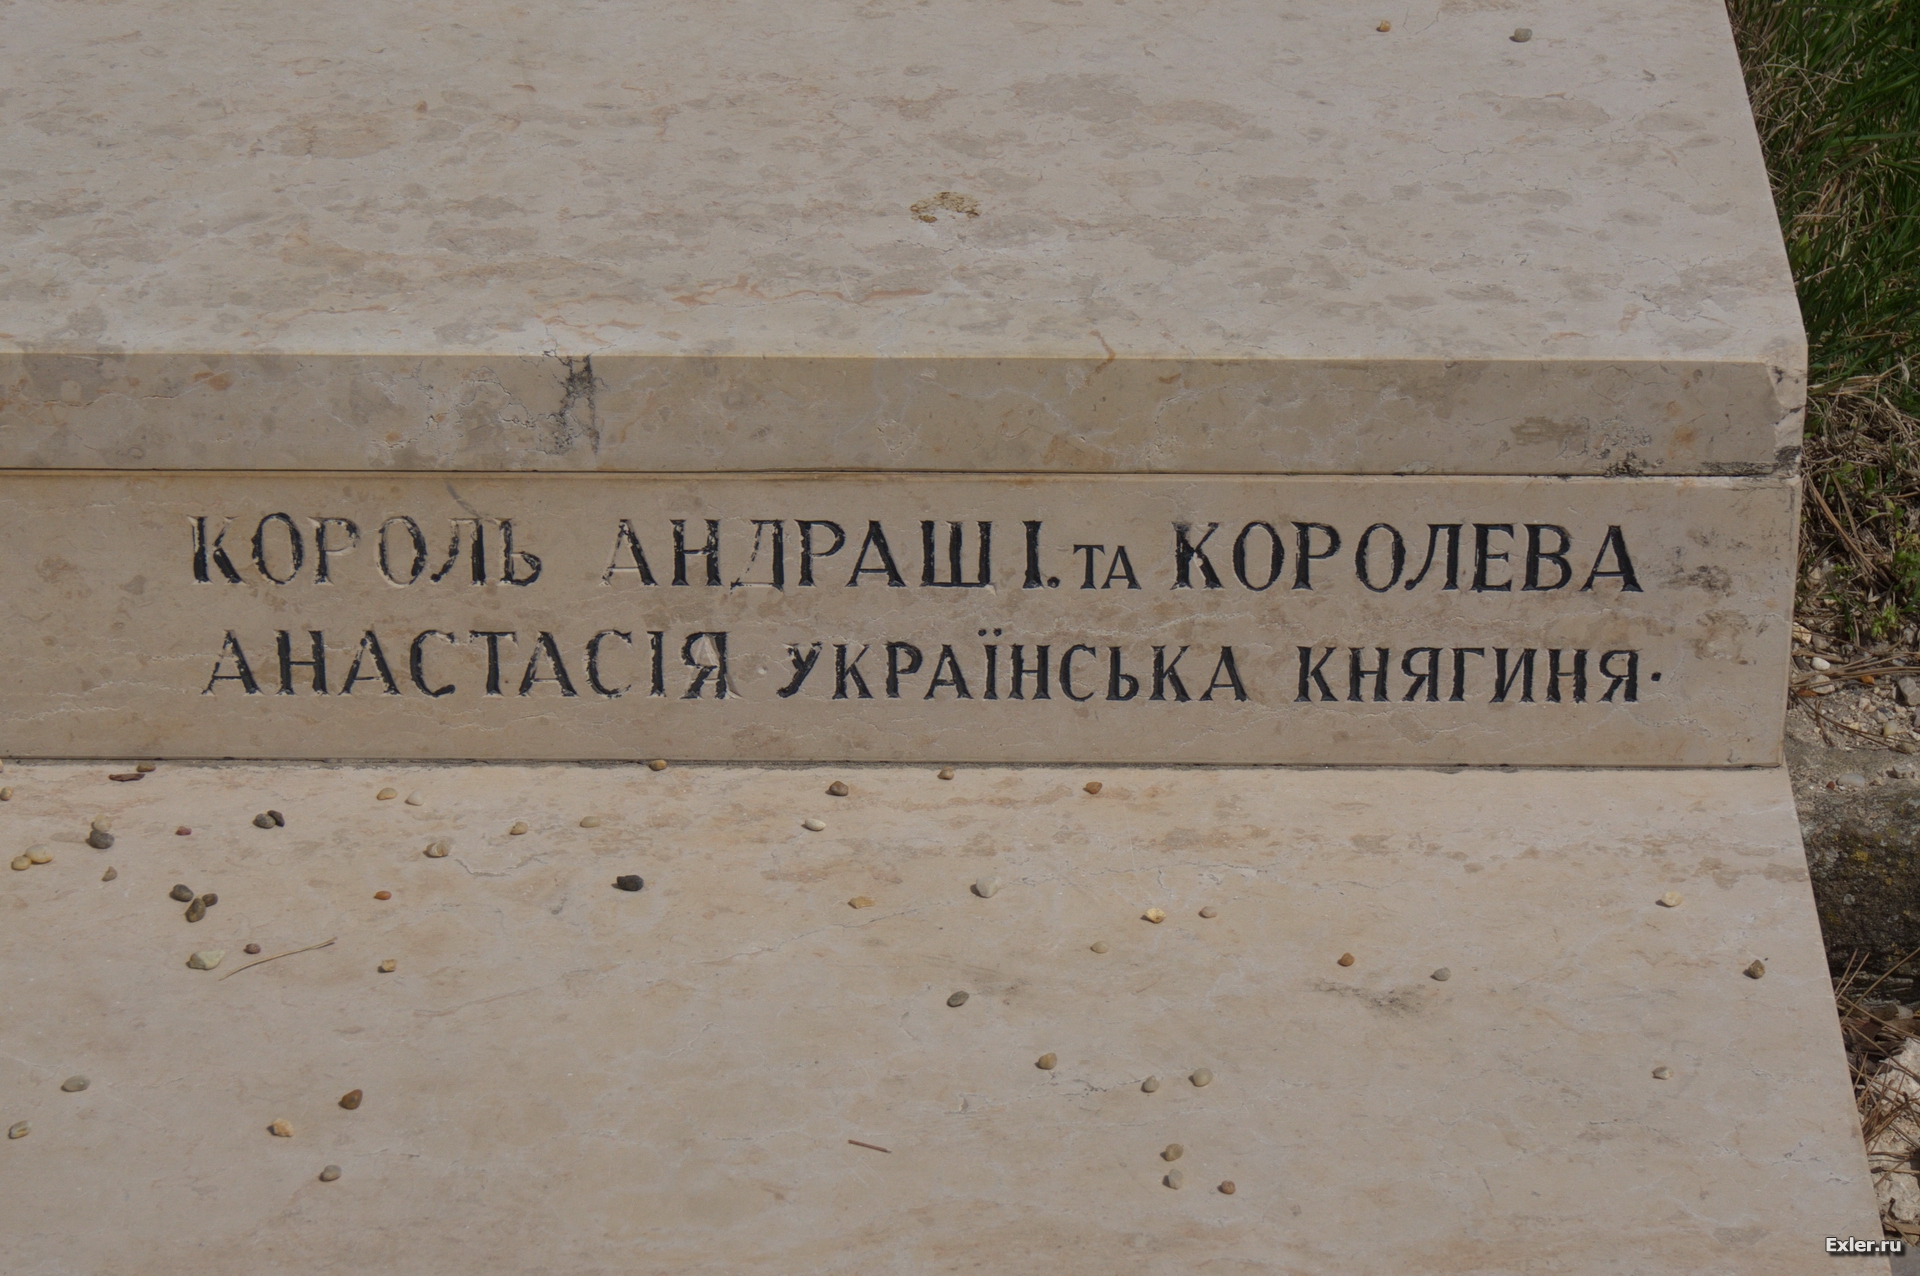 КОРОЛЬ АНДРАШ І. ТА КОРОЛЕВА
АНАСТАСІЯ УКРАЇНСЬКА КНЯГИНЯ·
Exler.ru